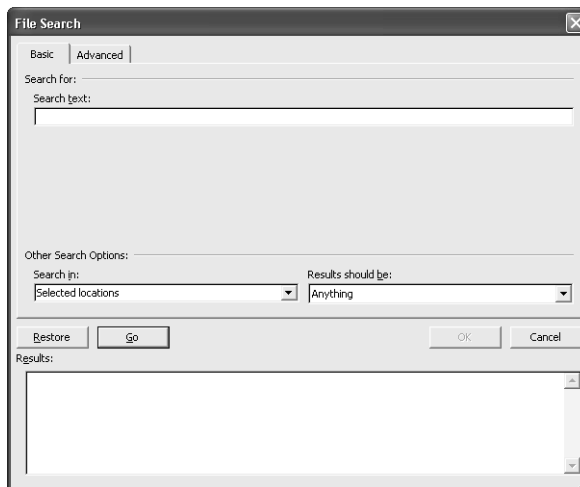 File Search
Basic Advanced
Search for:
Search text:
Other Search Options:
Search in: Results should be:
Selected locations Anything
Restore Go OK Cancel
Results: